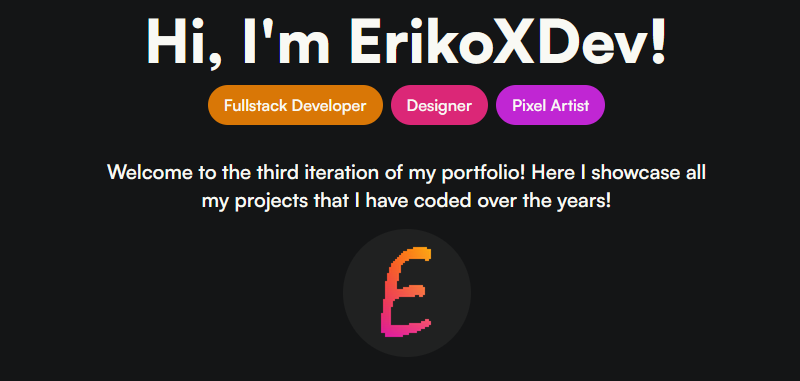 Hi, I'm ErikoXDev!
Fullstack Developer Designer Pixel Artist
Welcome to the third iteration of my portfolio! Here I showcase all
my projects that I have coded over the years!
E